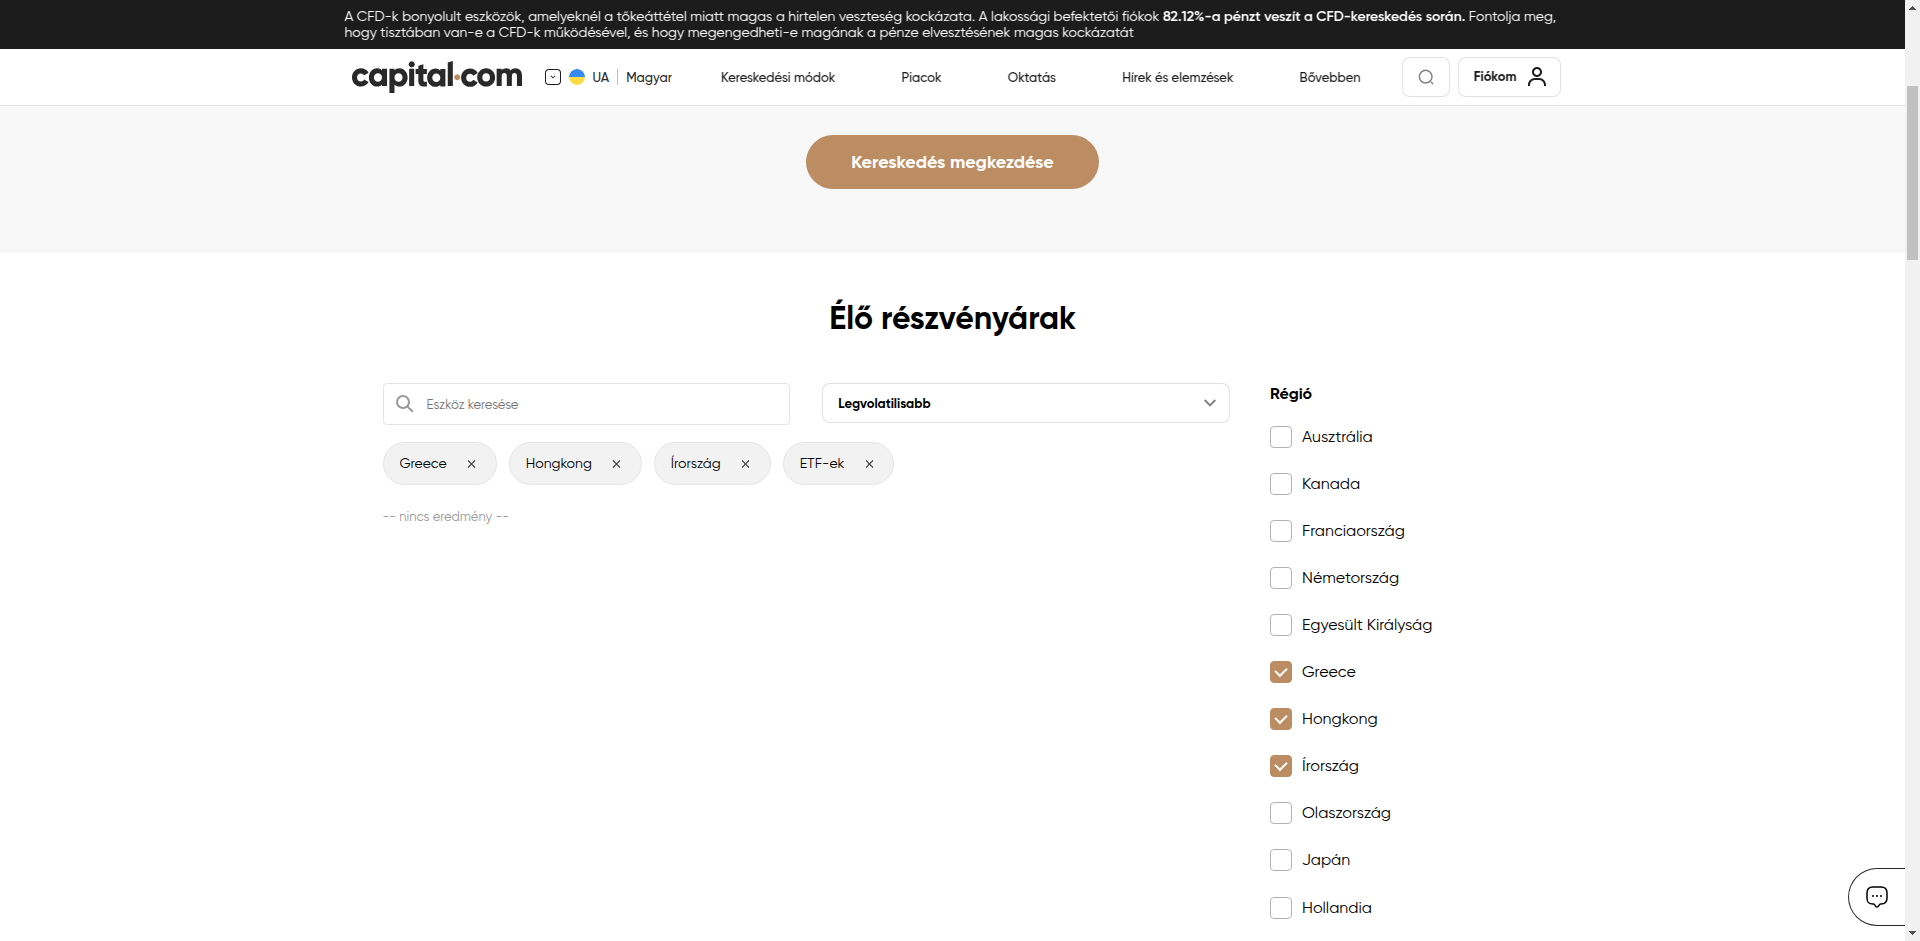 A CFD-k bonyolult eszközök, amelyeknél a tőkeáttétel miatt magas a hirtelen veszteség kockázata. A lakossági befektetői fiókok 82.12%-a pénzt veszít a CFD-kereskedés során. Fontolja meg,
hogy tisztában van-e a CFD-k működésével, és hogy megengedheti-e magának a pénze elvesztésének magas kockázatát
capital.com
UA
Magyar
Kereskedési módok
Piacok
Oktatás
Hírek és elemzések
Bővebben
Fiókom
Kereskedés megkezdése
Élő részvényárak
Eszköz keresése
Legvolatilisabb
Greece
Hongkong
Írország
ETF-ek
-- nincs eredmény --
Régió
Ausztrália
Kanada
Franciaország
Németország
Egyesült Királyság
Greece
Hongkong
Írország
Olaszország
Japán
Hollandia